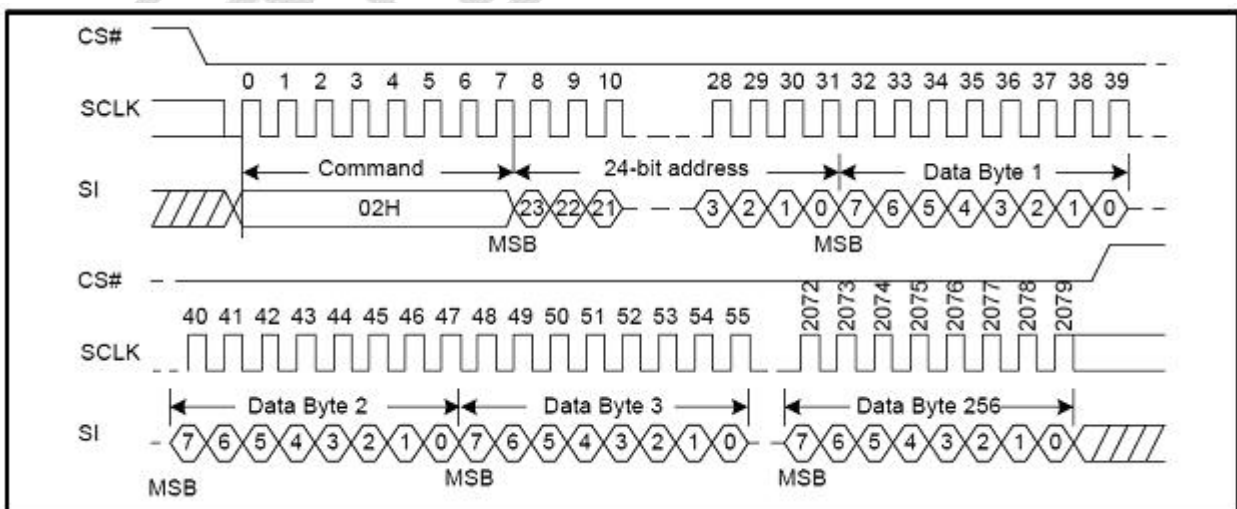 CS#
0 1 2 3 4 5 6 7 8 9 10 28 29 30 31 32 33 34 35 36 37 38 39
SCLK
Command 24-bit address Data Byte 1
SI 02H 23 22 21 3 2 1 0 7 6 5 4 3 2 1 0
MSB MSB
CS#
40 41 42 43 44 45 46 47 48 49 50 51 52 53 54 55 2072 2073 2074 2075 2076 2077 2078 2079
SCLK
Data Byte 2 Data Byte 3 Data Byte 256
SI 7 6 5 4 3 2 1 0 7 6 5 4 3 2 1 0 7 6 5 4 3 2 1 0
MSB MSB MSB